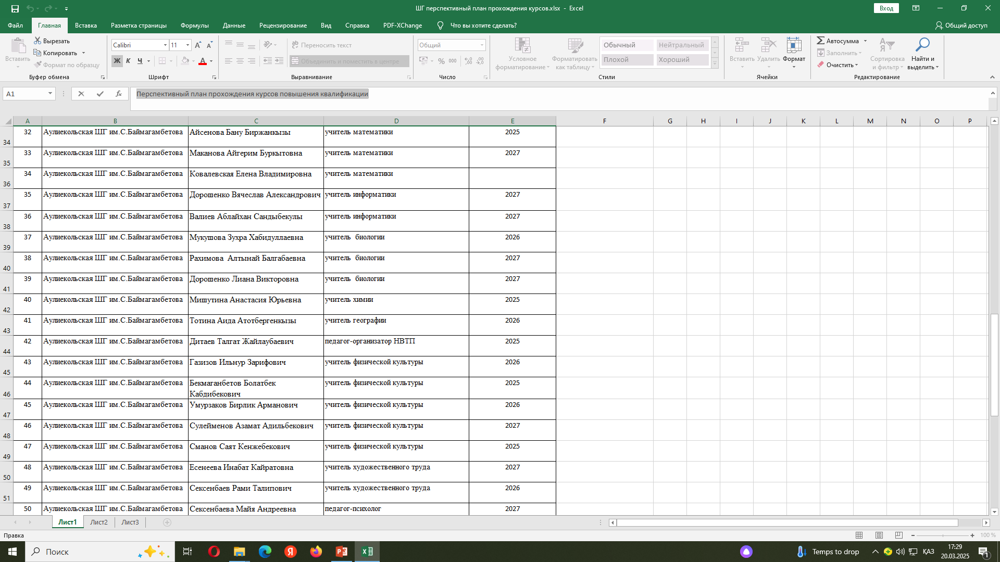 ШГ перспективный план прохождения курсов.xlsx - Excel
Вход
Файл Главная Вставка Разметка страницы Формулы Данные Рецензирование Вид Справка PDF-XChange Что вы хотите сделать? Общий доступ
Вставить
Вырезать
Копировать
Формат по образцу
Буфер обмена
Calibri 11
Ж К Ч
Шрифт
Переносить текст
Объединить и поместить в центре
Выравнивание
Общий
% 000
Число
Условное форматирование
Форматировать как таблицу
Обычный Нейтральный
Плохой Хороший
Стили
Вставить Удалить Формат
Ячейки
Автосумма
Заполнить
Очистить
Сортировка и фильтр
Найти и выделить
Редактирование
A1
Перспективный план прохождения курсов повышения квалификации
A B C D E F G H I J K L M N O P
34 32 Аулиекольская ШГ им.С.Баймагамбетова Айсенова Бану Биржанкызы учитель математики 2025
35 33 Аулиекольская ШГ им.С.Баймагамбетова Маканова Айгерим Буркытовна учитель математики 2027
36 34 Аулиекольская ШГ им.С.Баймагамбетова Ковалевская Елена Владимировна учитель математики
37 35 Аулиекольская ШГ им.С.Баймагамбетова Дорошенко Вячеслав Александрович учитель информатики 2027
38 36 Аулиекольская ШГ им.С.Баймагамбетова Валиев Аблайхан Сандыбекулы учитель информатики 2027
39 37 Аулиекольская ШГ им.С.Баймагамбетова Мукушова Зухра Хабидуллаевна учитель биологии 2026
40 38 Аулиекольская ШГ им.С.Баймагамбетова Рахимова Алтынай Балгабаевна учитель биологии 2027
41 39 Аулиекольская ШГ им.С.Баймагамбетова Дорошенко Лиана Викторовна учитель биологии 2027
42 40 Аулиекольская ШГ им.С.Баймагамбетова Мишутина Анастасия Юрьевна учитель химии 2025
43 41 Аулиекольская ШГ им.С.Баймагамбетова Тотина Аида Атотбергенкызы учитель географии 2026
44 42 Аулиекольская ШГ им.С.Баймагамбетова Дитаев Талгат Жайлаубаевич педагог-организатор НВТП 2025
45 43 Аулиекольская ШГ им.С.Баймагамбетова Газизов Ильнур Зарифович учитель физической культуры 2026
46 44 Аулиекольская ШГ им.С.Баймагамбетова Бекмаганбетов Болатбек Кабдибекович учитель физической культуры 2025
47 45 Аулиекольская ШГ им.С.Баймагамбетова Умурзаков Бирлик Арманович учитель физической культуры 2026
48 46 Аулиекольская ШГ им.С.Баймагамбетова Сулейменов Азамат Адильбекович учитель физической культуры 2027
49 47 Аулиекольская ШГ им.С.Баймагамбетова Сманов Саят Кенжебекович учитель физической культуры 2025
50 48 Аулиекольская ШГ им.С.Баймагамбетова Есенеева Инабат Кайратовна учитель художественного труда 2027
51 49 Аулиекольская ШГ им.С.Баймагамбетова Сексенбаев Рами Талипович учитель художественного труда 2026
50 Аулиекольская ШГ им.С.Баймагамбетова Сексенбаева Майя Андреевна педагог-психолог 2027
Лист1 Лист2 Лист3
Правка
100 %
Поиск
Temps to drop
ҚАЗ
17:29
20.03.2025
1